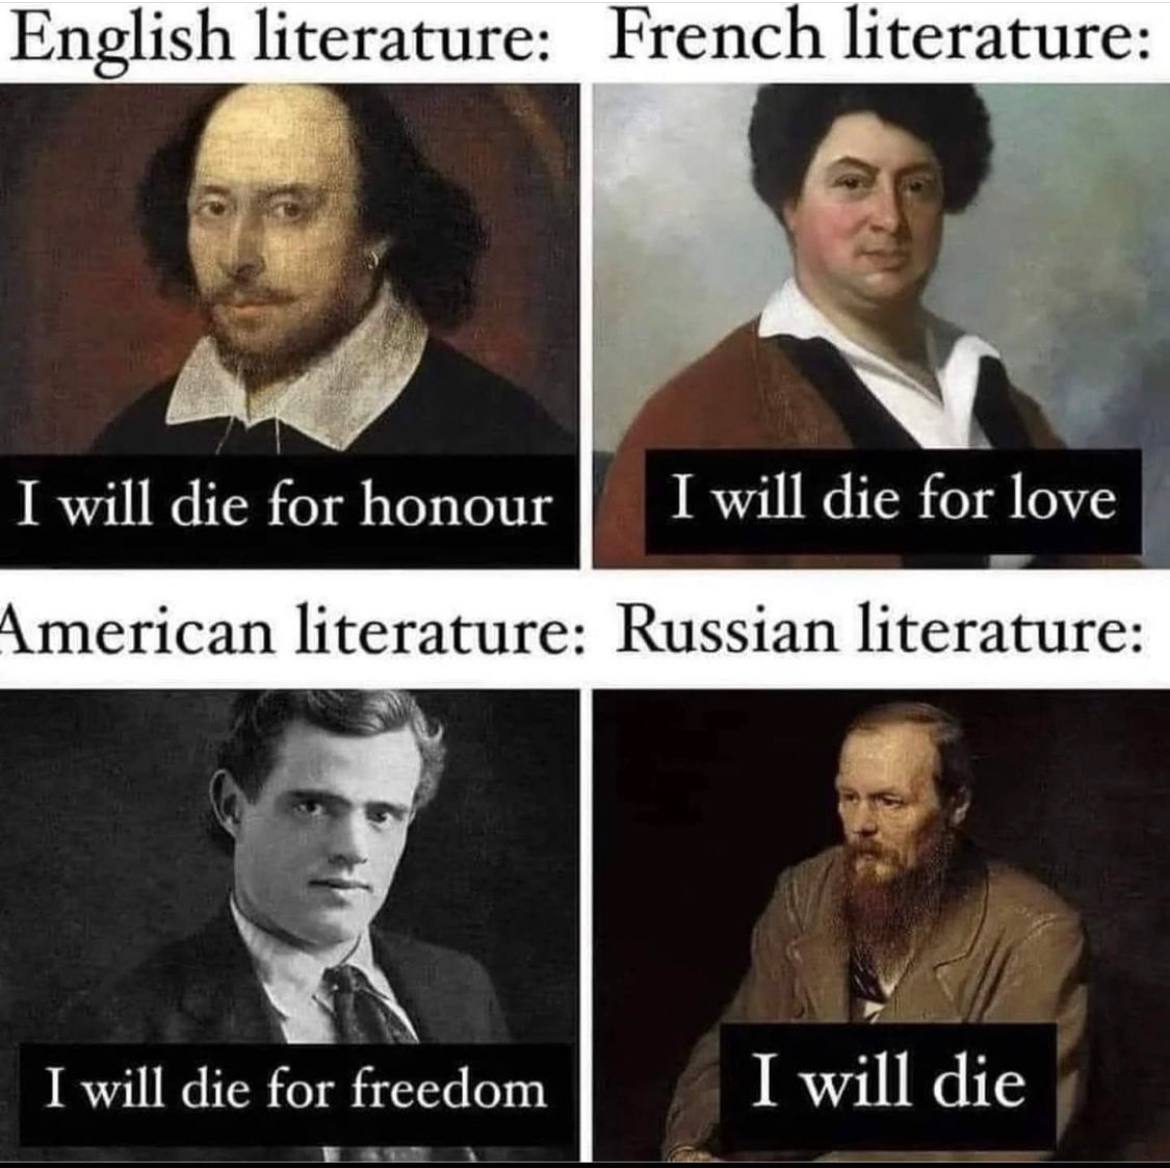 English literature:
French literature:
I will die for honour
I will die for love
American literature:
Russian literature:
I will die for freedom
I will die